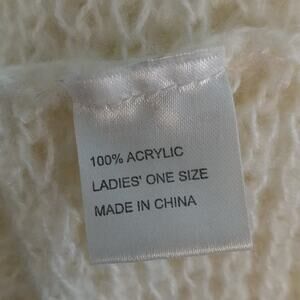 100% ACRYLIC
LADIES' ONE SIZE
MADE IN CHINA